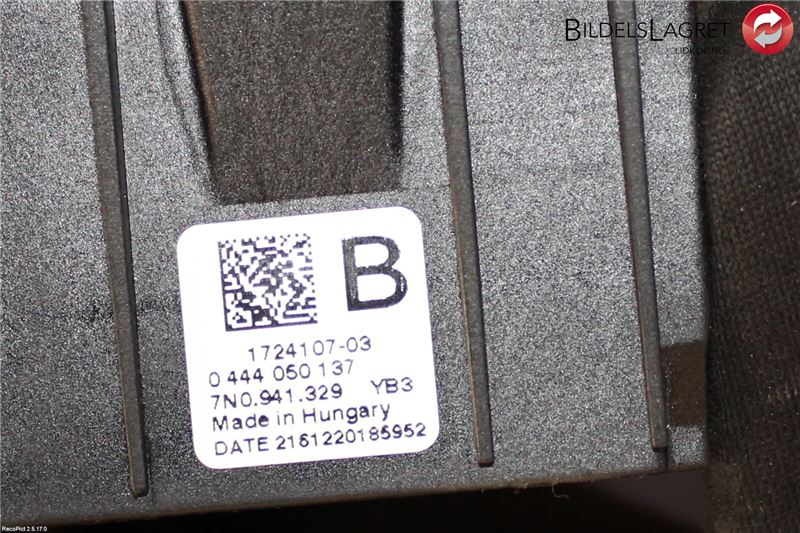 BILDELSLAGRET
LIDKÖPING
B
1724107-03
0 444 050 137
7N0.941.329 YB3
Made in Hungary
DATE 2161220185952
RecoPict 2.5.17.0